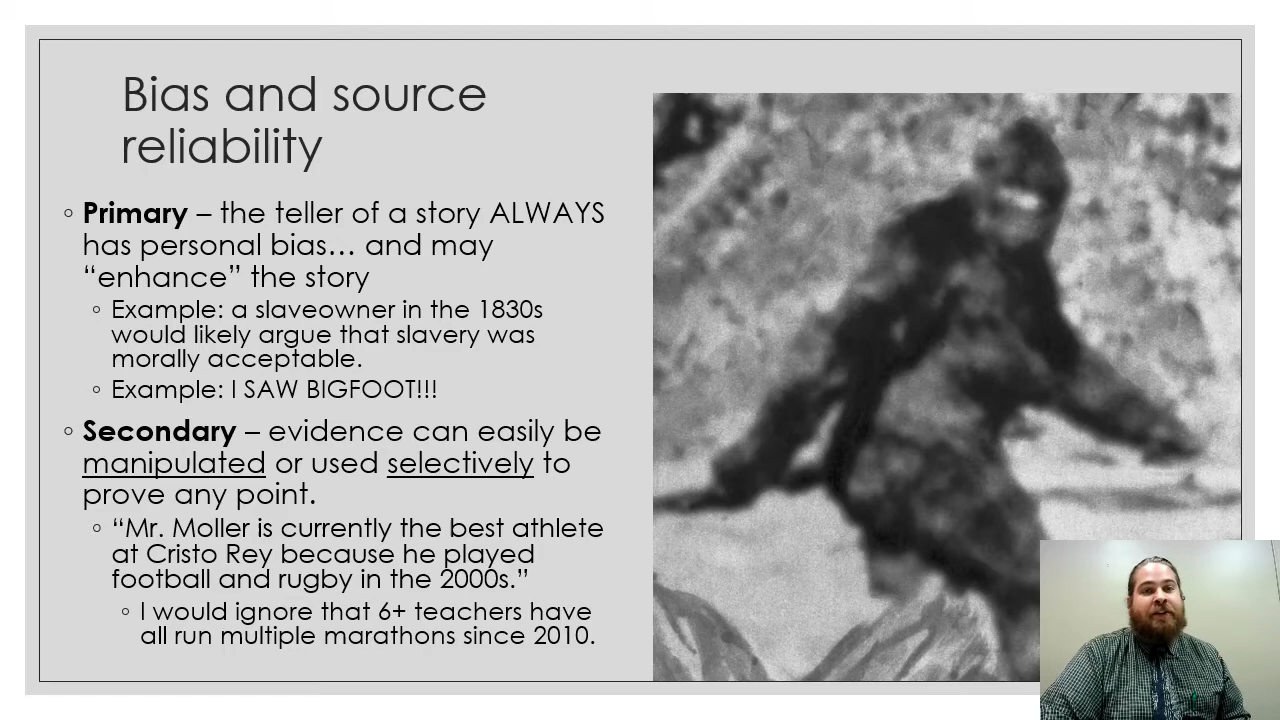 Bias and source
reliability
◦ Primary – the teller of a story ALWAYS
has personal bias… and may
“enhance” the story
◦ Example: a slaveowner in the 1830s
would likely argue that slavery was
morally acceptable.
◦ Example: I SAW BIGFOOT!!!
◦ Secondary – evidence can easily be
manipulated or used selectively to
prove any point.
◦ “Mr. Moller is currently the best athlete
at Cristo Rey because he played
football and rugby in the 2000s.”
◦ I would ignore that 6+ teachers have
all run multiple marathons since 2010.